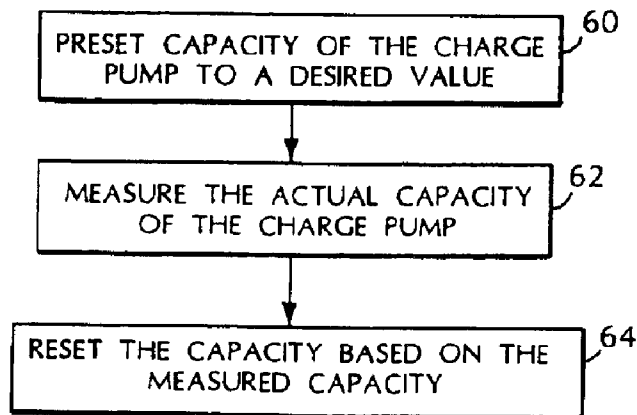 60
PRESET CAPACITY OF THE CHARGE
PUMP TO A DESIRED VALUE
62
MEASURE THE ACTUAL CAPACITY
OF THE CHARGE PUMP
64
RESET THE CAPACITY BASED ON THE
MEASURED CAPACITY